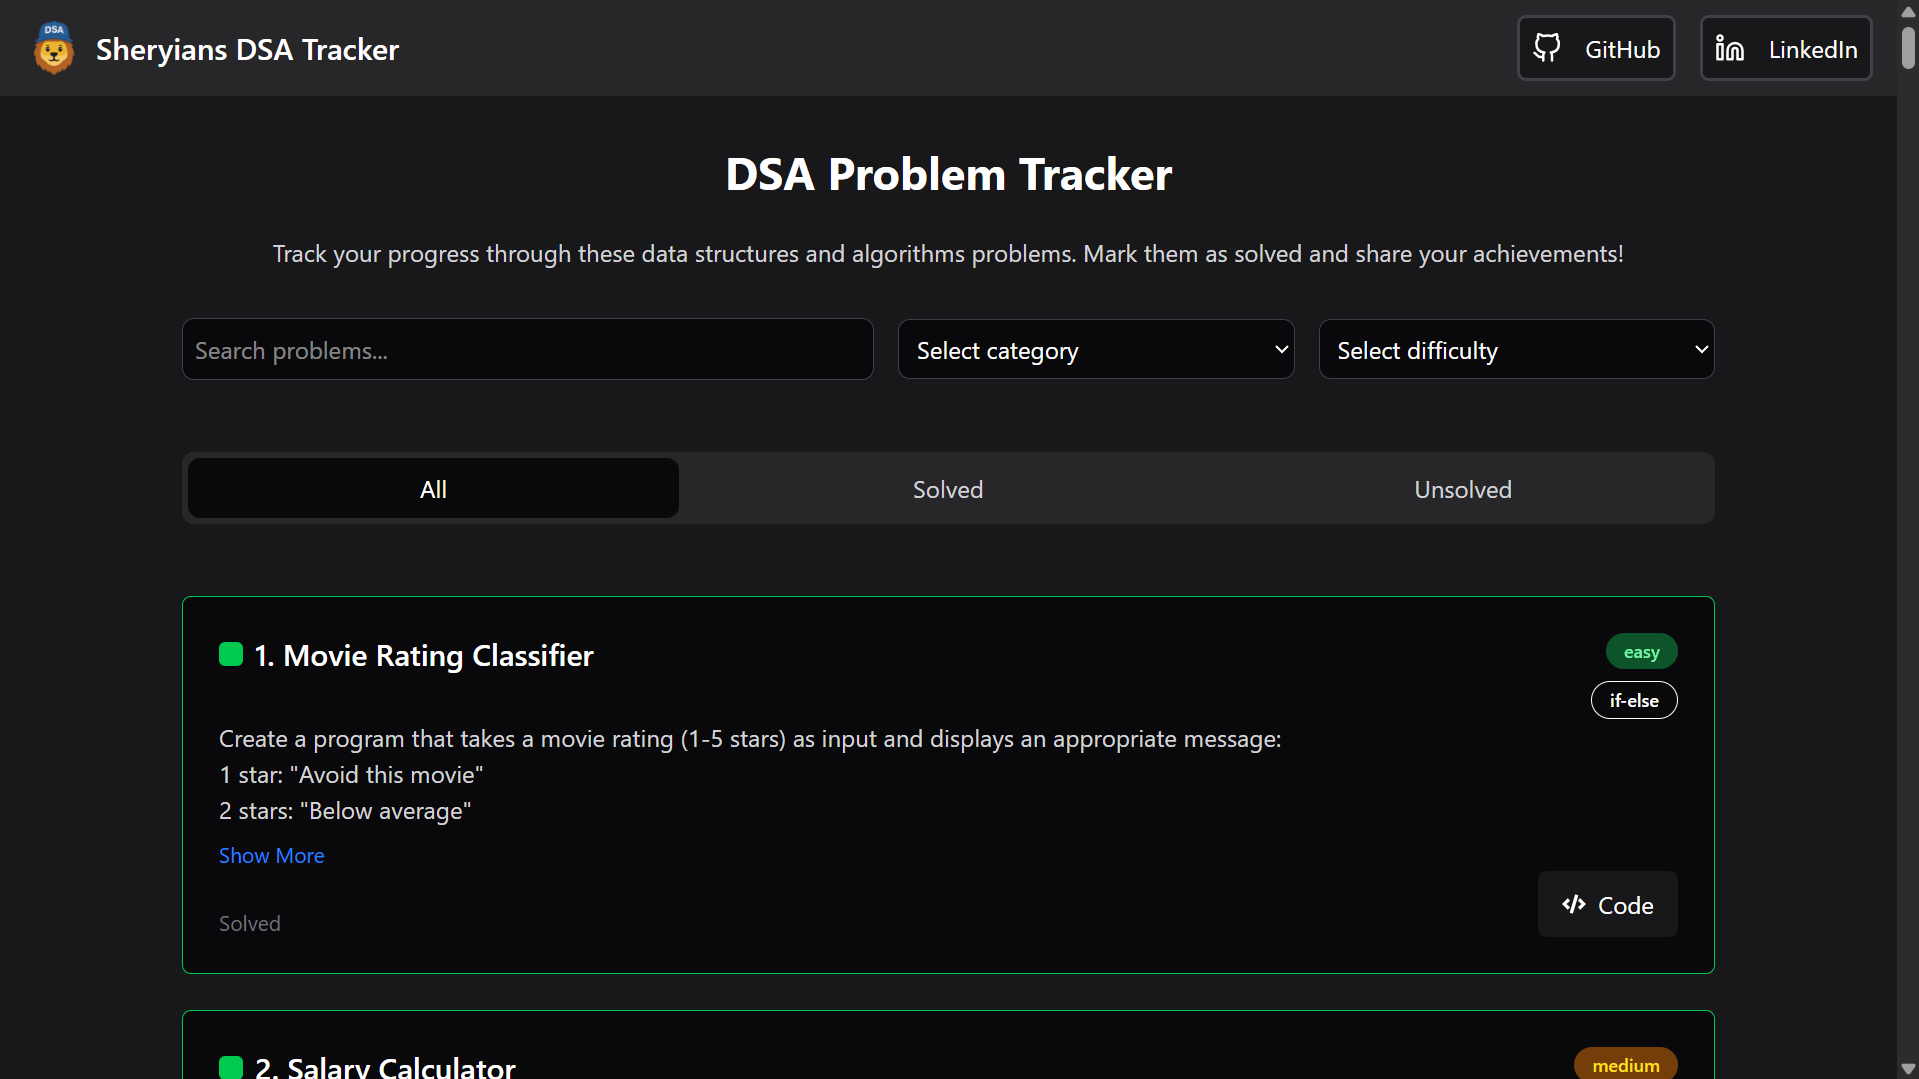 DSA
Sheryians DSA Tracker
GitHub
LinkedIn
DSA Problem Tracker
Track your progress through these data structures and algorithms problems. Mark them as solved and share your achievements!
Search problems...
Select category
Select difficulty
All
Solved
Unsolved
1. Movie Rating Classifier
easy
if-else
Create a program that takes a movie rating (1-5 stars) as input and displays an appropriate message:
1 star: "Avoid this movie"
2 stars: "Below average"
Show More
Solved
Code
2. Salary Calculator
medium